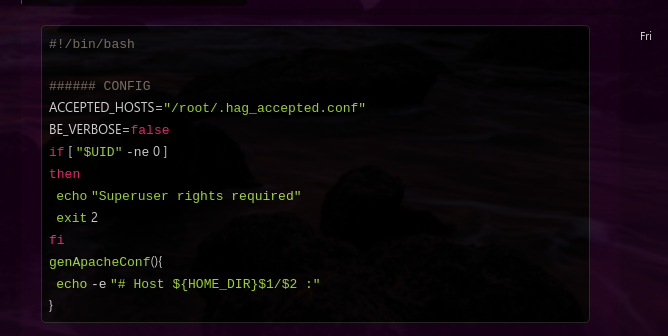 #!/bin/bash
Fri
###### CONFIG
ACCEPTED_HOSTS="/root/.hag_accepted.conf"
BE_VERBOSE=false
if [ "$UID" -ne 0 ]
then
echo "Superuser rights required"
exit 2
fi
genApacheConf(){
echo -e "# Host ${HOME_DIR}$1/$2 :"
}